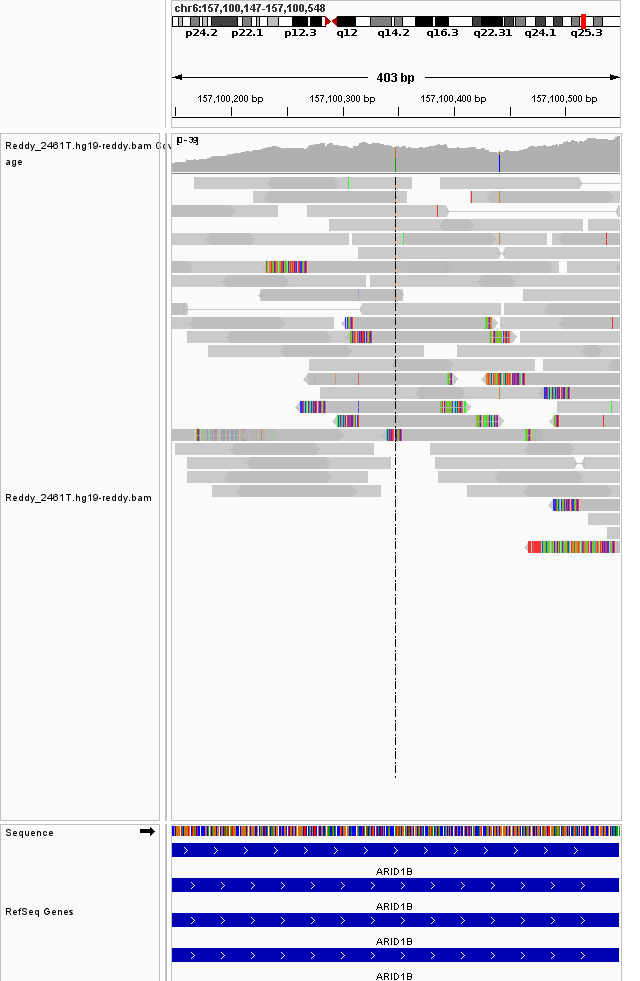 chr6:157,100,147-157,100,548
p24.2 p22.1 p12.3 q12 q14.2 q16.3 q22.31 q24.1 q25.3
403 bp
157,100,200 bp 157,100,300 bp 157,100,400 bp 157,100,500 bp
Reddy_2461T.hg19-reddy.bam Cov
age
[0-39]
Reddy_2461T.hg19-reddy.bam
Sequence
ARID1B
ARID1B
RefSeq Genes
ARID1B
ARID1B